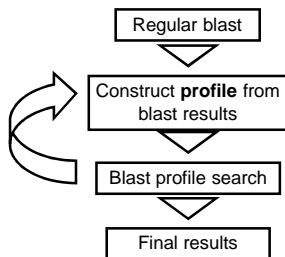 Regular blast
Construct profile from
blast results
Blast profile search
Final results